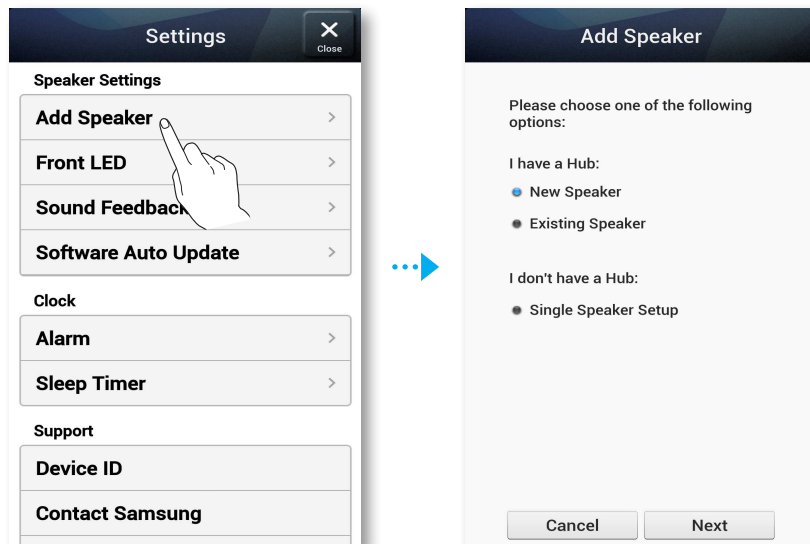 Settings
Close
Speaker Settings
Add Speaker
Front LED
Sound Feedback
Software Auto Update
Clock
Alarm
Sleep Timer
Support
Device ID
Contact Samsung
Add Speaker
Please choose one of the following
options:
I have a Hub:
New Speaker
Existing Speaker
I don't have a Hub:
Single Speaker Setup
Cancel
Next